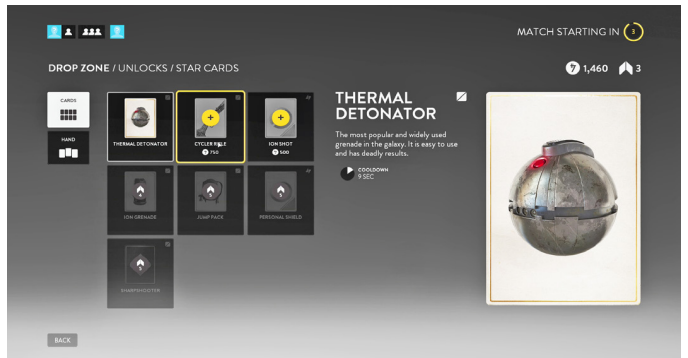 MATCH STARTING IN 3
DROP ZONE / UNLOCKS / STAR CARDS
1,460 3
CARDS
HAND
THERMAL DETONATOR
CYCLER RIFLE
750
ION SHOT
500
ION GRENADE
JUMP PACK
PERSONAL SHIELD
SHARPSHOOTER
THERMAL
DETONATOR
The most popular and widely used
grenade in the galaxy. It is easy to use
and has deadly results.
COOLDOWN
9 SEC
BACK